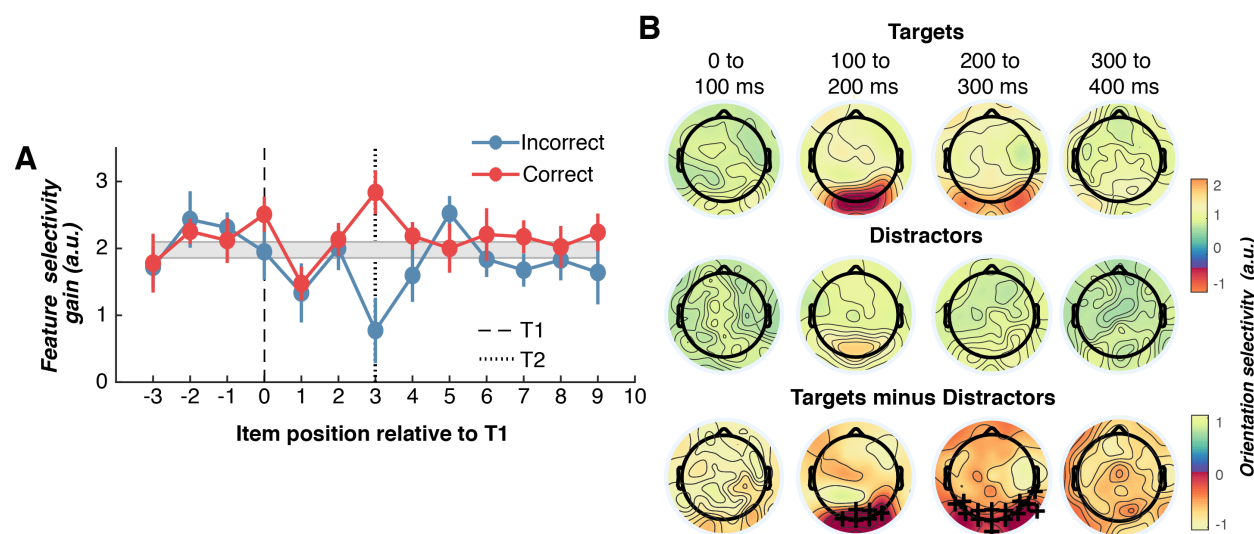 A
Feature selectivity
gain (a.u.)
3
2
1
0
Incorrect
Correct
T1
T2
-3 -2 -1 0 1 2 3 4 5 6 7 8 9 10
Item position relative to T1
B
Targets
0 to
100 ms
100 to
200 ms
200 to
300 ms
300 to
400 ms
Distractors
Targets minus Distractors
2
1
1
0
0
-1
1
0
0
-1
Orientation selectivity (a.u.)